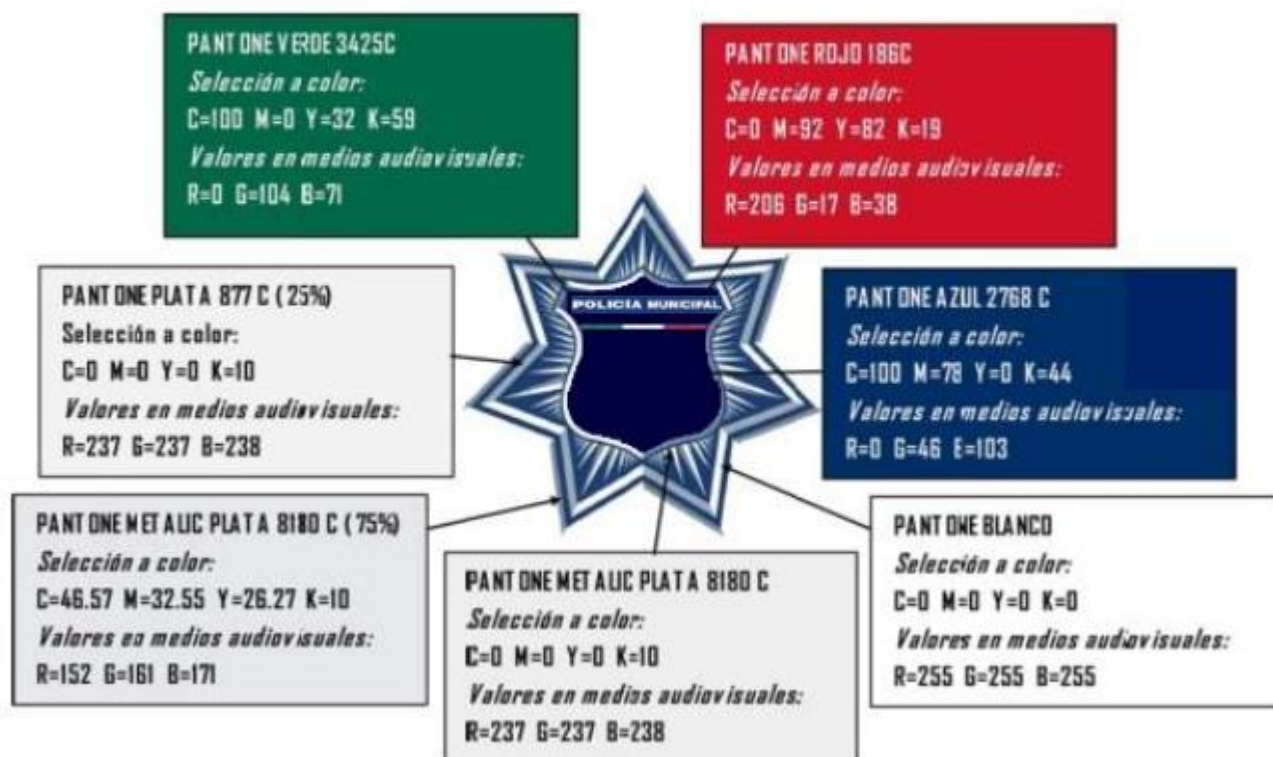 PANTONE VERDE 3425C
Selección a color:
C=100 M=0 Y=32 K=59
Valores en medios audiovisuales:
R=0 G=104 B=71
PANTONE ROJO 186C
Selección a color:
C=0 M=92 Y=82 K=19
Valores en medios audiovisuales:
R=206 G=17 B=38
PANTONE PLATA 877 C (25%)
Selección a color:
C=0 M=0 Y=0 K=10
Valores en medios audiovisuales:
R=237 G=237 B=238
POLICÍA MUNICIPAL
PANTONE AZUL 2768 C
Selección a color:
C=100 M=78 Y=0 K=44
Valores en medios audiovisuales:
R=0 G=46 E=103
PANTONE METALIC PLATA 8180 C (75%)
Selección a color:
C=46.57 M=32.55 Y=26.27 K=10
Valores en medios audiovisuales:
R=152 G=161 B=171
PANTONE METALIC PLATA 8180 C
Selección a color:
C=0 M=0 Y=0 K=10
Valores en medios audiovisuales:
R=237 G=237 B=238
PANTONE BLANCO
Selección a color:
C=0 M=0 Y=0 K=0
Valores en medios audiovisuales:
R=255 G=255 B=255